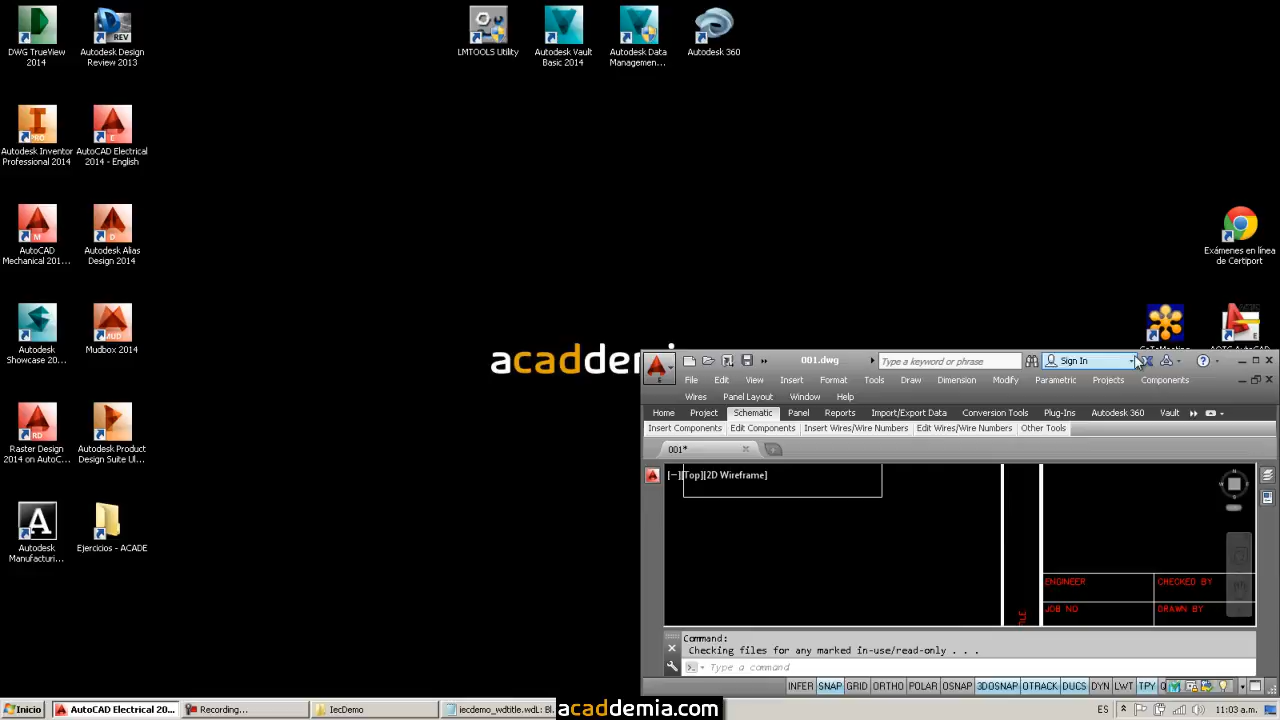 DWG TrueView
2014
Autodesk Design
Review 2013
LMTOOLS Utility
Autodesk Vault
Basic 2014
Autodesk Data
Managemen...
Autodesk 360
Autodesk Inventor
Professional 2014
AutoCAD Electrical
2014 - English
AutoCAD
Mechanical 201...
Autodesk Alias
Design 2014
Exámenes en línea
de Certiport
Autodesk
Showcase 20...
Mudbox 2014
acaddemia
001.dwg
Type a keyword or phrase
Sign In
File Edit View Insert Format Tools Draw Dimension Modify Parametric Projects Components
Wires Panel Layout Window Help
Home Project Schematic Panel Reports Import/Export Data Conversion Tools Plug-Ins Autodesk 360 Vault
Insert Components Edit Components Insert Wires/Wire Numbers Edit Wires/Wire Numbers Other Tools
001*
[−][Top][2D Wireframe]
Raster Design
2014 on AutoC...
Autodesk Product
Design Suite Ul...
Autodesk
Manufacturi...
Ejercicios - ACADE
ENGINEER
CHECKED BY
JOB NO
DRAWN BY
Command:
Checking files for any marked in-use/read-only . . .
Type a command
INFER SNAP GRID ORTHO POLAR OSNAP 3DOSNAP OTRACK DUCS DYN LWT TPY
Inicio
AutoCAD Electrical 20...
Recording...
IecDemo
iecdemo_wdtitle.wdL: Bl...
acaddemia.com
ES
11:03 a.m.